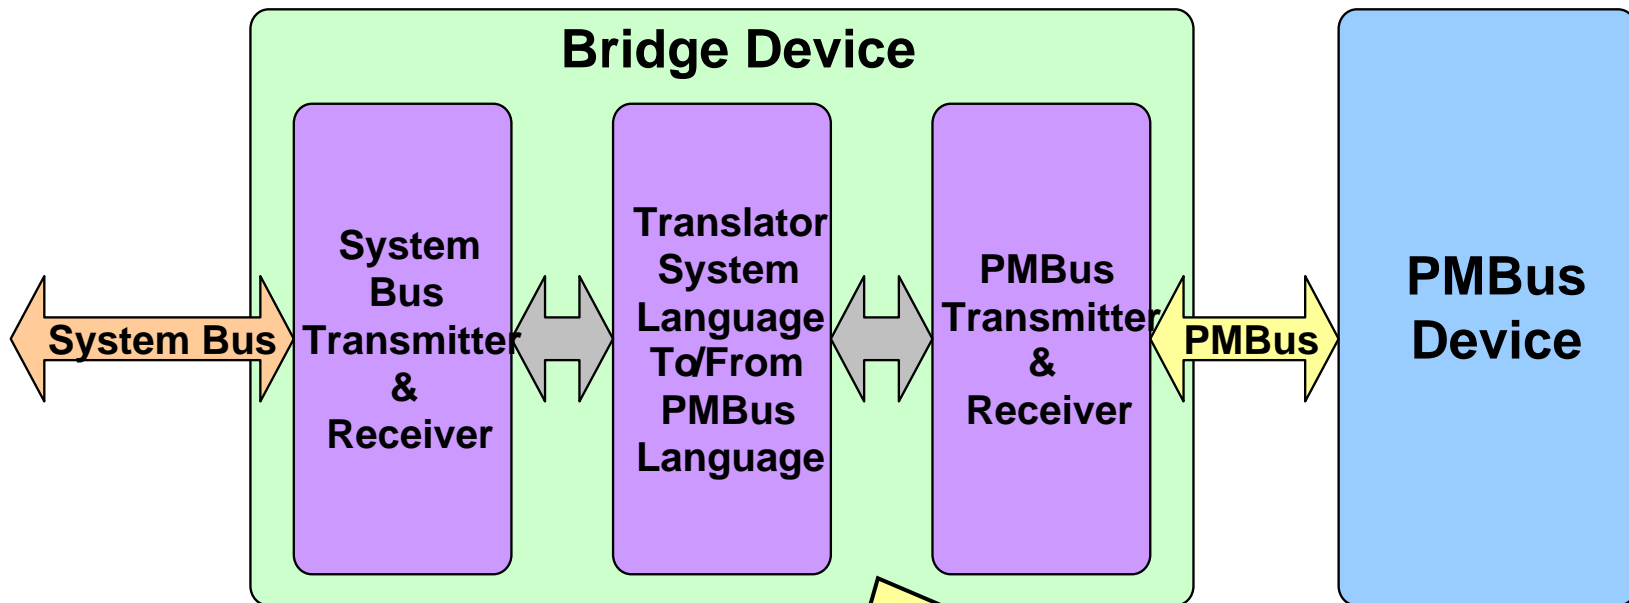 Bridge Device
System Bus
System
Bus
Transmitter
&
Receiver
Translator
System
Language
To/From
PMBus
Language
PMBus
Transmitter
&
Receiver
PMBus
PMBus
Device